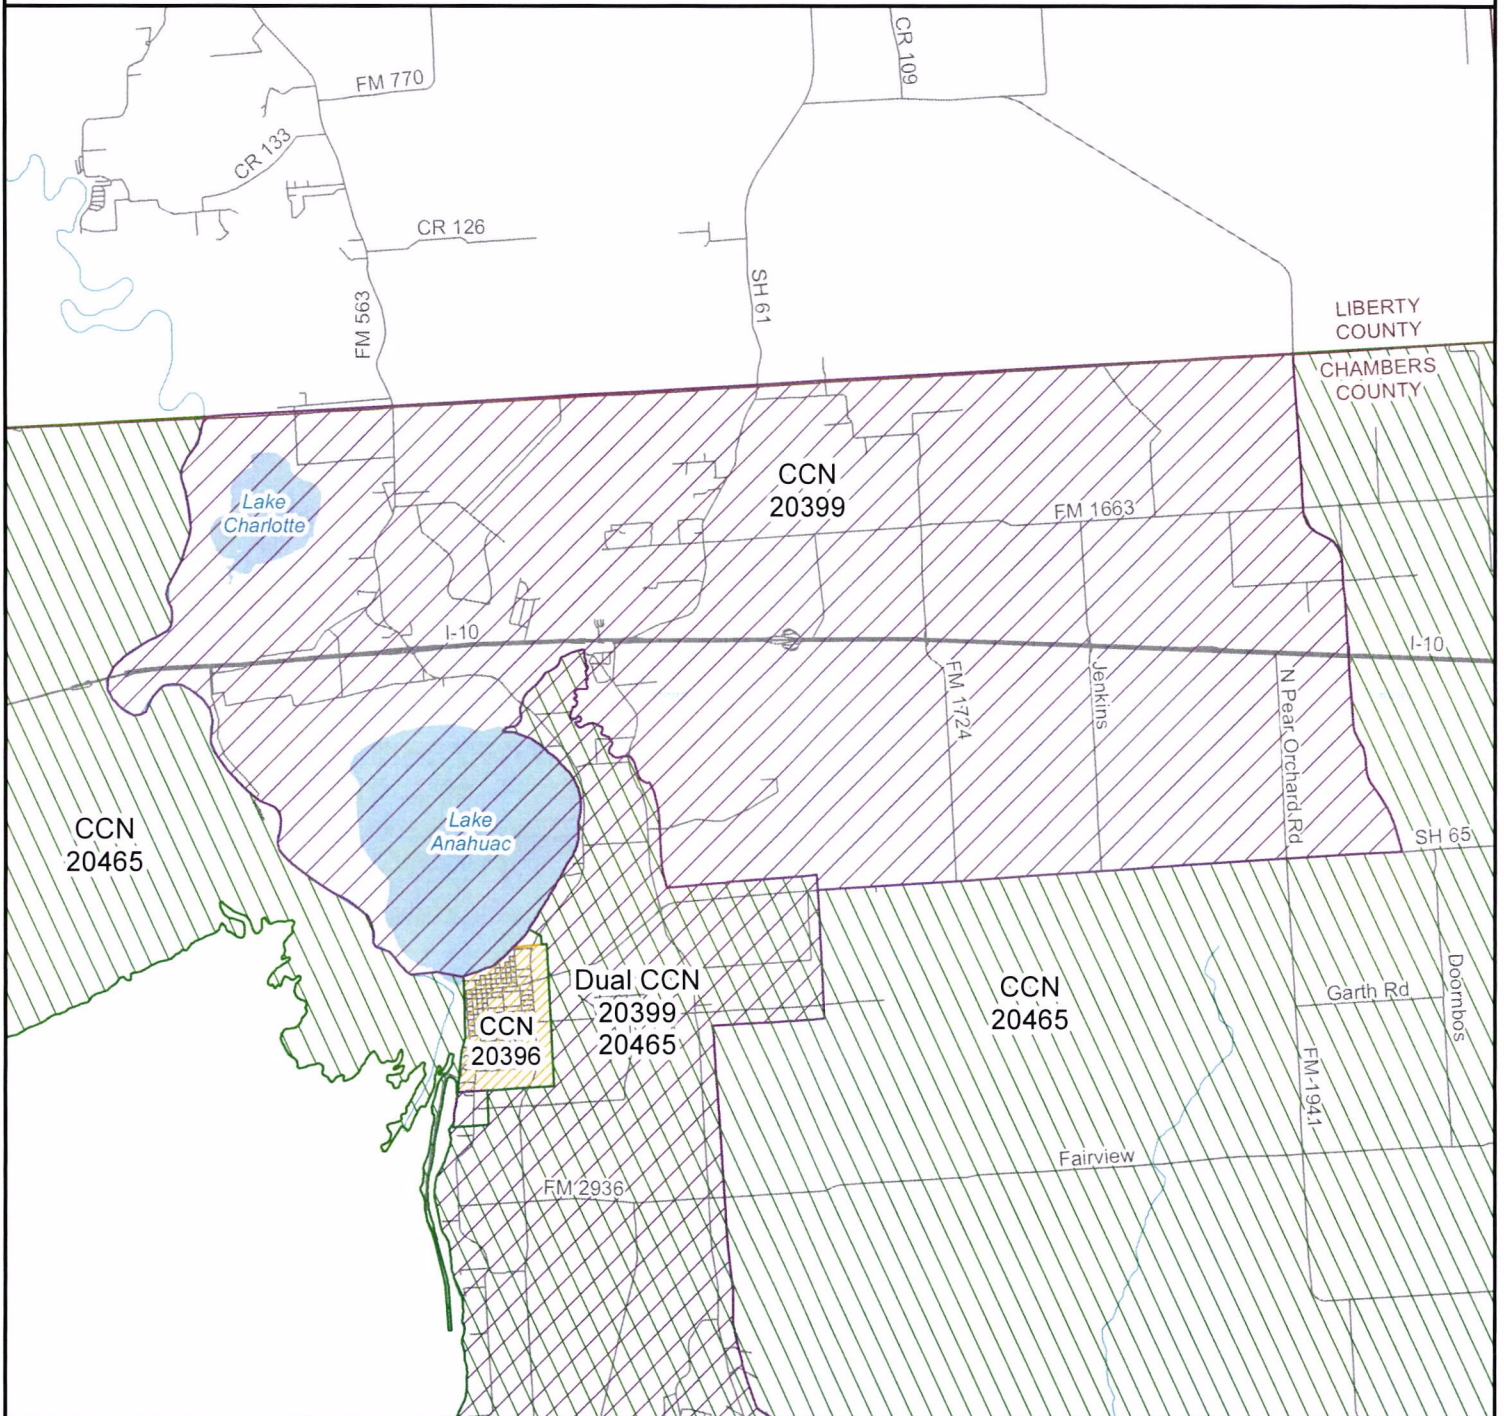 CR 109
FM 770
CR 133
CR 126
SH 61
FM 563
LIBERTY
COUNTY
CHAMBERS
COUNTY
CCN
20399
Lake
Charlotte
FM 1663
I-10
I-10
FM 1724
Jenkins
N Pear Orchard Rd
CCN
20465
Lake
Anahuac
SH 65
Dual CCN
20399
20465
CCN
20465
Garth Rd
Doornbos
CCN
20396
FM-1941
Fairview
FM 2936